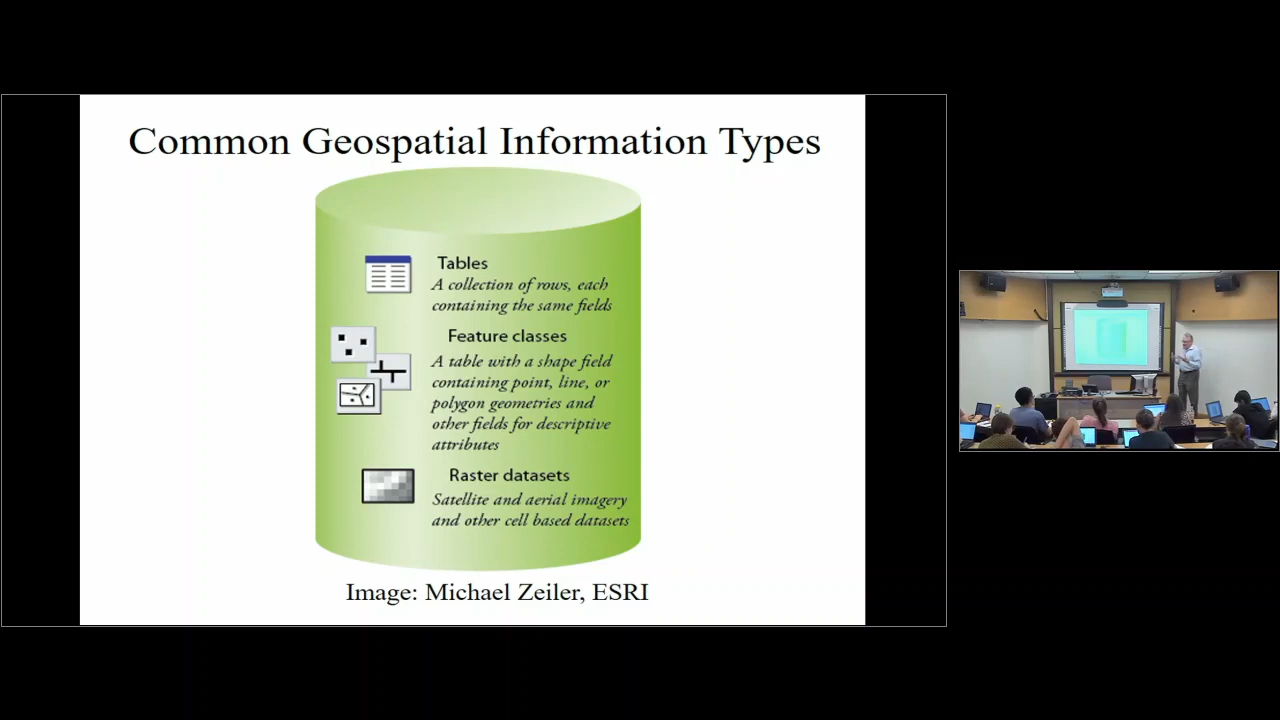 Common Geospatial Information Types
Tables
A collection of rows, each
containing the same fields
Feature classes
A table with a shape field
containing point, line, or
polygon geometries and
other fields for descriptive
attributes
Raster datasets
Satellite and aerial imagery
and other cell based datasets
Image: Michael Zeiler, ESRI